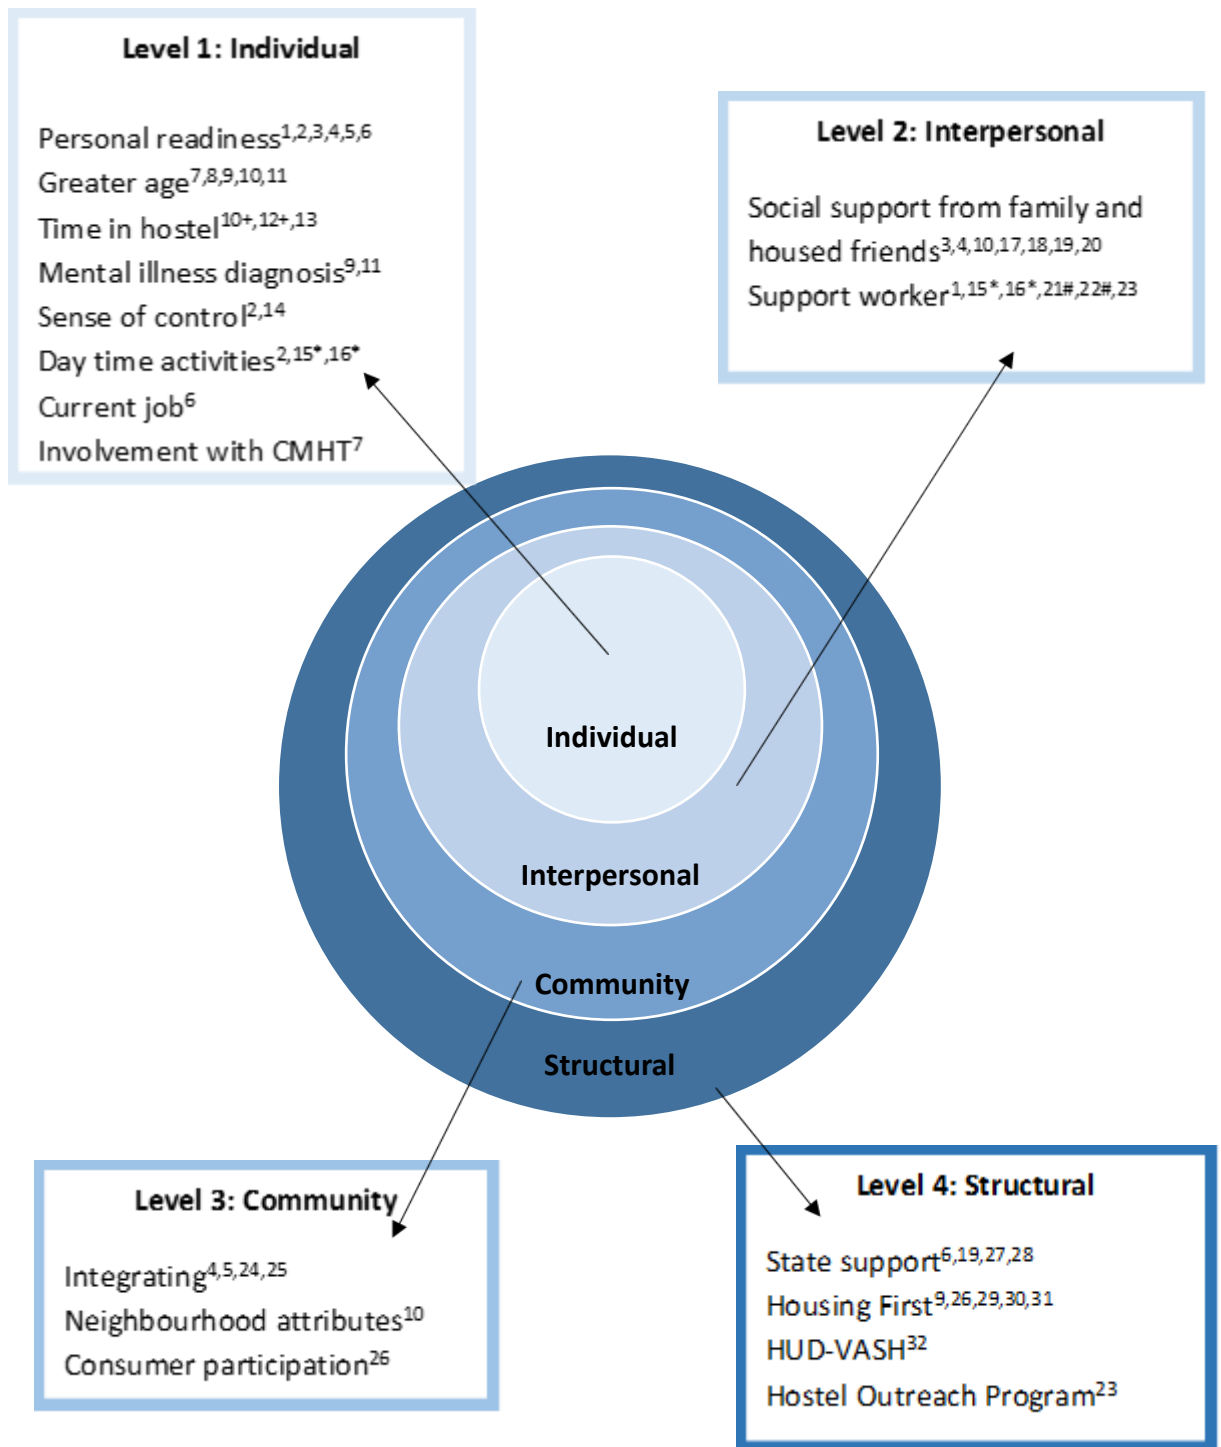 Level 1: Individual
Personal readiness1,2,3,4,5,6
Greater age7,8,9,10,11
Time in hostel10+,12+,13
Mental illness diagnosis9,11
Sense of control2,14
Day time activities2,15*,16*
Current job6
Involvement with CMHT7
Level 2: Interpersonal
Social support from family and
housed friends3,4,10,17,18,19,20
Support worker1,15*,16*,21#,22#,23
Individual
Interpersonal
Community
Structural
Level 3: Community
Integrating4,5,24,25
Neighbourhood attributes10
Consumer participation26
Level 4: Structural
State support6,19,27,28
Housing First9,26,29,30,31
HUD-VASH32
Hostel Outreach Program23